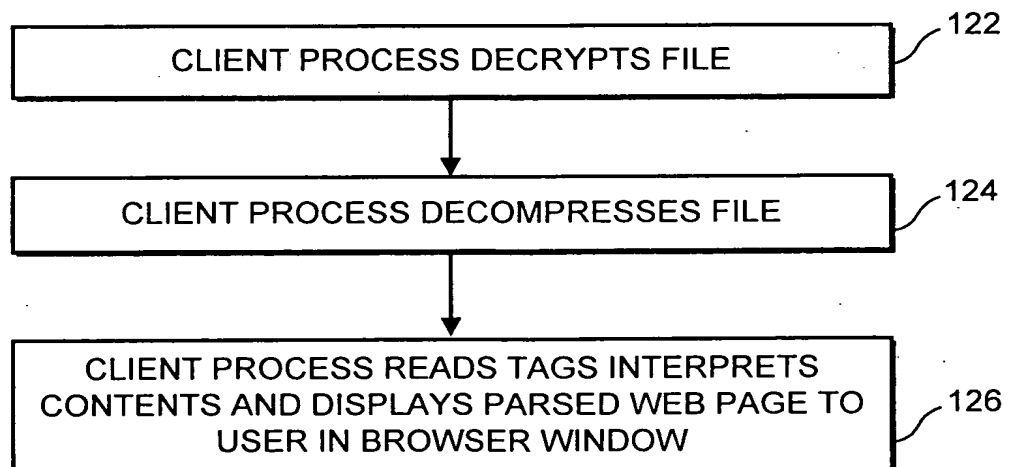 CLIENT PROCESS DECRYPTS FILE
122
CLIENT PROCESS DECOMPRESSES FILE
124
CLIENT PROCESS READS TAGS INTERPRETS
CONTENTS AND DISPLAYS PARSED WEB PAGE TO
USER IN BROWSER WINDOW
126